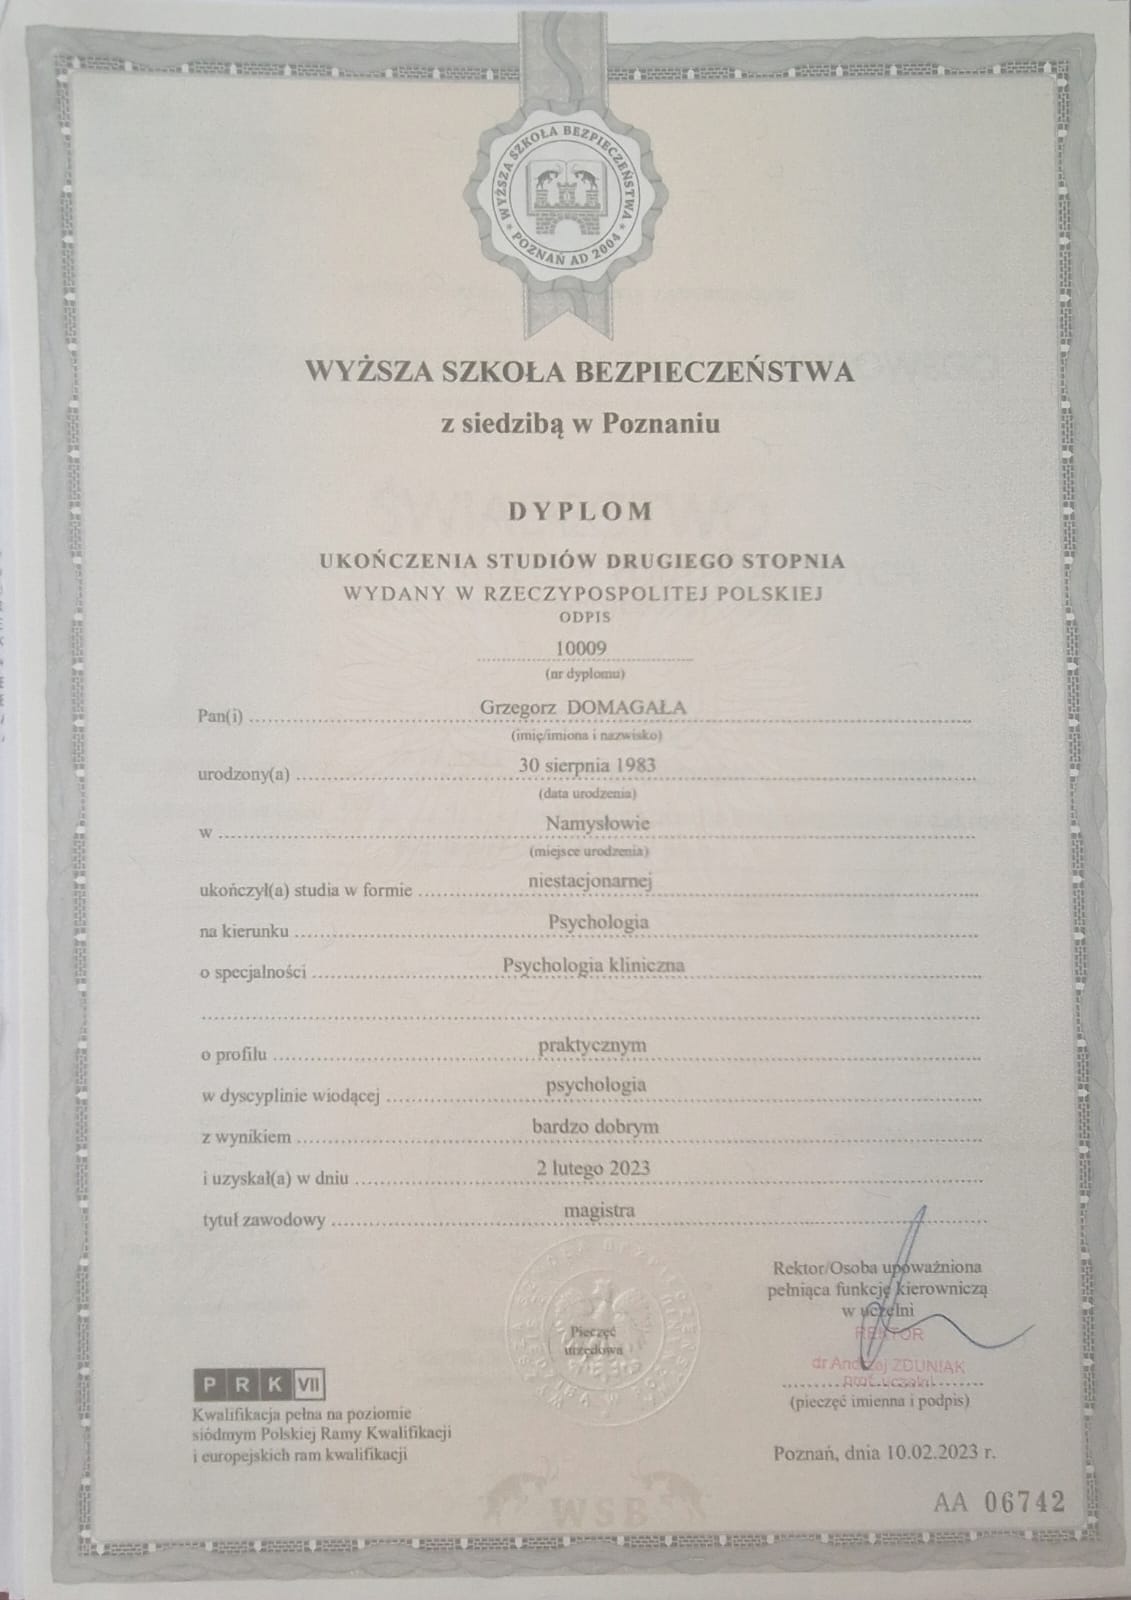 WYŻSZA SZKOŁA BEZPIECZEŃSTWA
POZNAŃ AD 2004
WYŻSZA SZKOŁA BEZPIECZEŃSTWA
z siedzibą w Poznaniu
DYPLOM
UKOŃCZENIA STUDIÓW DRUGIEGO STOPNIA
WYDANY W RZECZYPOSPOLITEJ POLSKIEJ
ODPIS
10009
(nr dyplomu)
Pan(i) Grzegorz DOMAGAŁA
(imię/imiona i nazwisko)
urodzony(a) 30 sierpnia 1983
(data urodzenia)
w Namysłowie
(miejsce urodzenia)
ukończył(a) studia w formie niestacjonarnej
na kierunku Psychologia
o specjalności Psychologia kliniczna
o profilu praktycznym
w dyscyplinie wiodącej psychologia
z wynikiem bardzo dobrym
i uzyskał(a) w dniu 2 lutego 2023
tytuł zawodowy magistra
Rektor/Osoba upoważniona
pełniąca funkcję kierowniczą
w uczelni
REKTOR
dr Andrzej ZDUNIAK
prof. uczelni
(pieczęć imienna i podpis)
Pieczęć
urzędowa
PRK VII
Kwalifikacja pełna na poziomie
siódmym Polskiej Ramy Kwalifikacji
i europejskich ram kwalifikacji
Poznań, dnia 10.02.2023 r.
AA 06742
WSB